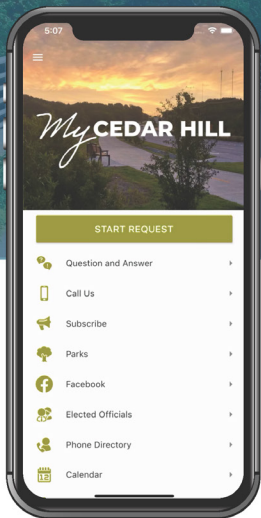 5:07
My CEDAR HILL
START REQUEST
Question and Answer
Call Us
Subscribe
Parks
Facebook
Elected Officials
Phone Directory
12
Calendar